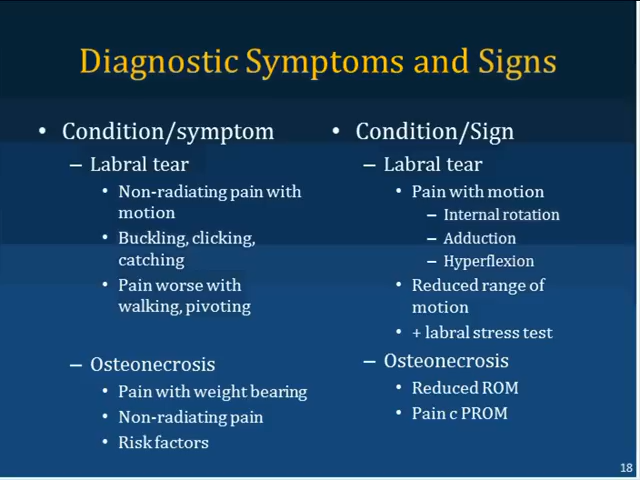 Diagnostic Symptoms and Signs
• Condition/symptom
– Labral tear
• Non-radiating pain with
motion
• Buckling, clicking,
catching
• Pain worse with
walking, pivoting
– Osteonecrosis
• Pain with weight bearing
• Non-radiating pain
• Risk factors
• Condition/Sign
– Labral tear
• Pain with motion
– Internal rotation
– Adduction
– Hyperflexion
• Reduced range of
motion
• + labral stress test
– Osteonecrosis
• Reduced ROM
• Pain c PROM
18